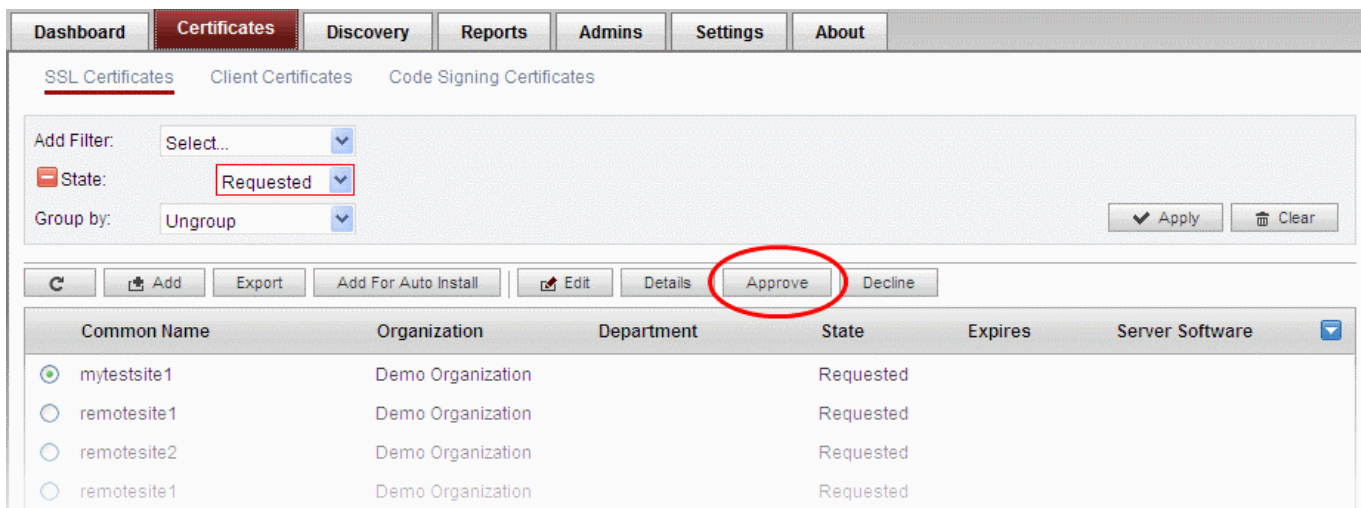 Dashboard Certificates Discovery Reports Admins Settings About
SSL Certificates Client Certificates Code Signing Certificates
Add Filter: Select...
State: Requested
Group by: Ungroup Apply Clear
Add Export Add For Auto Install Edit Details Approve Decline
Common Name Organization Department State Expires Server Software
mytestsite1 Demo Organization Requested
remotesite1 Demo Organization Requested
remotesite2 Demo Organization Requested
remotesite1 Demo Organization Requested